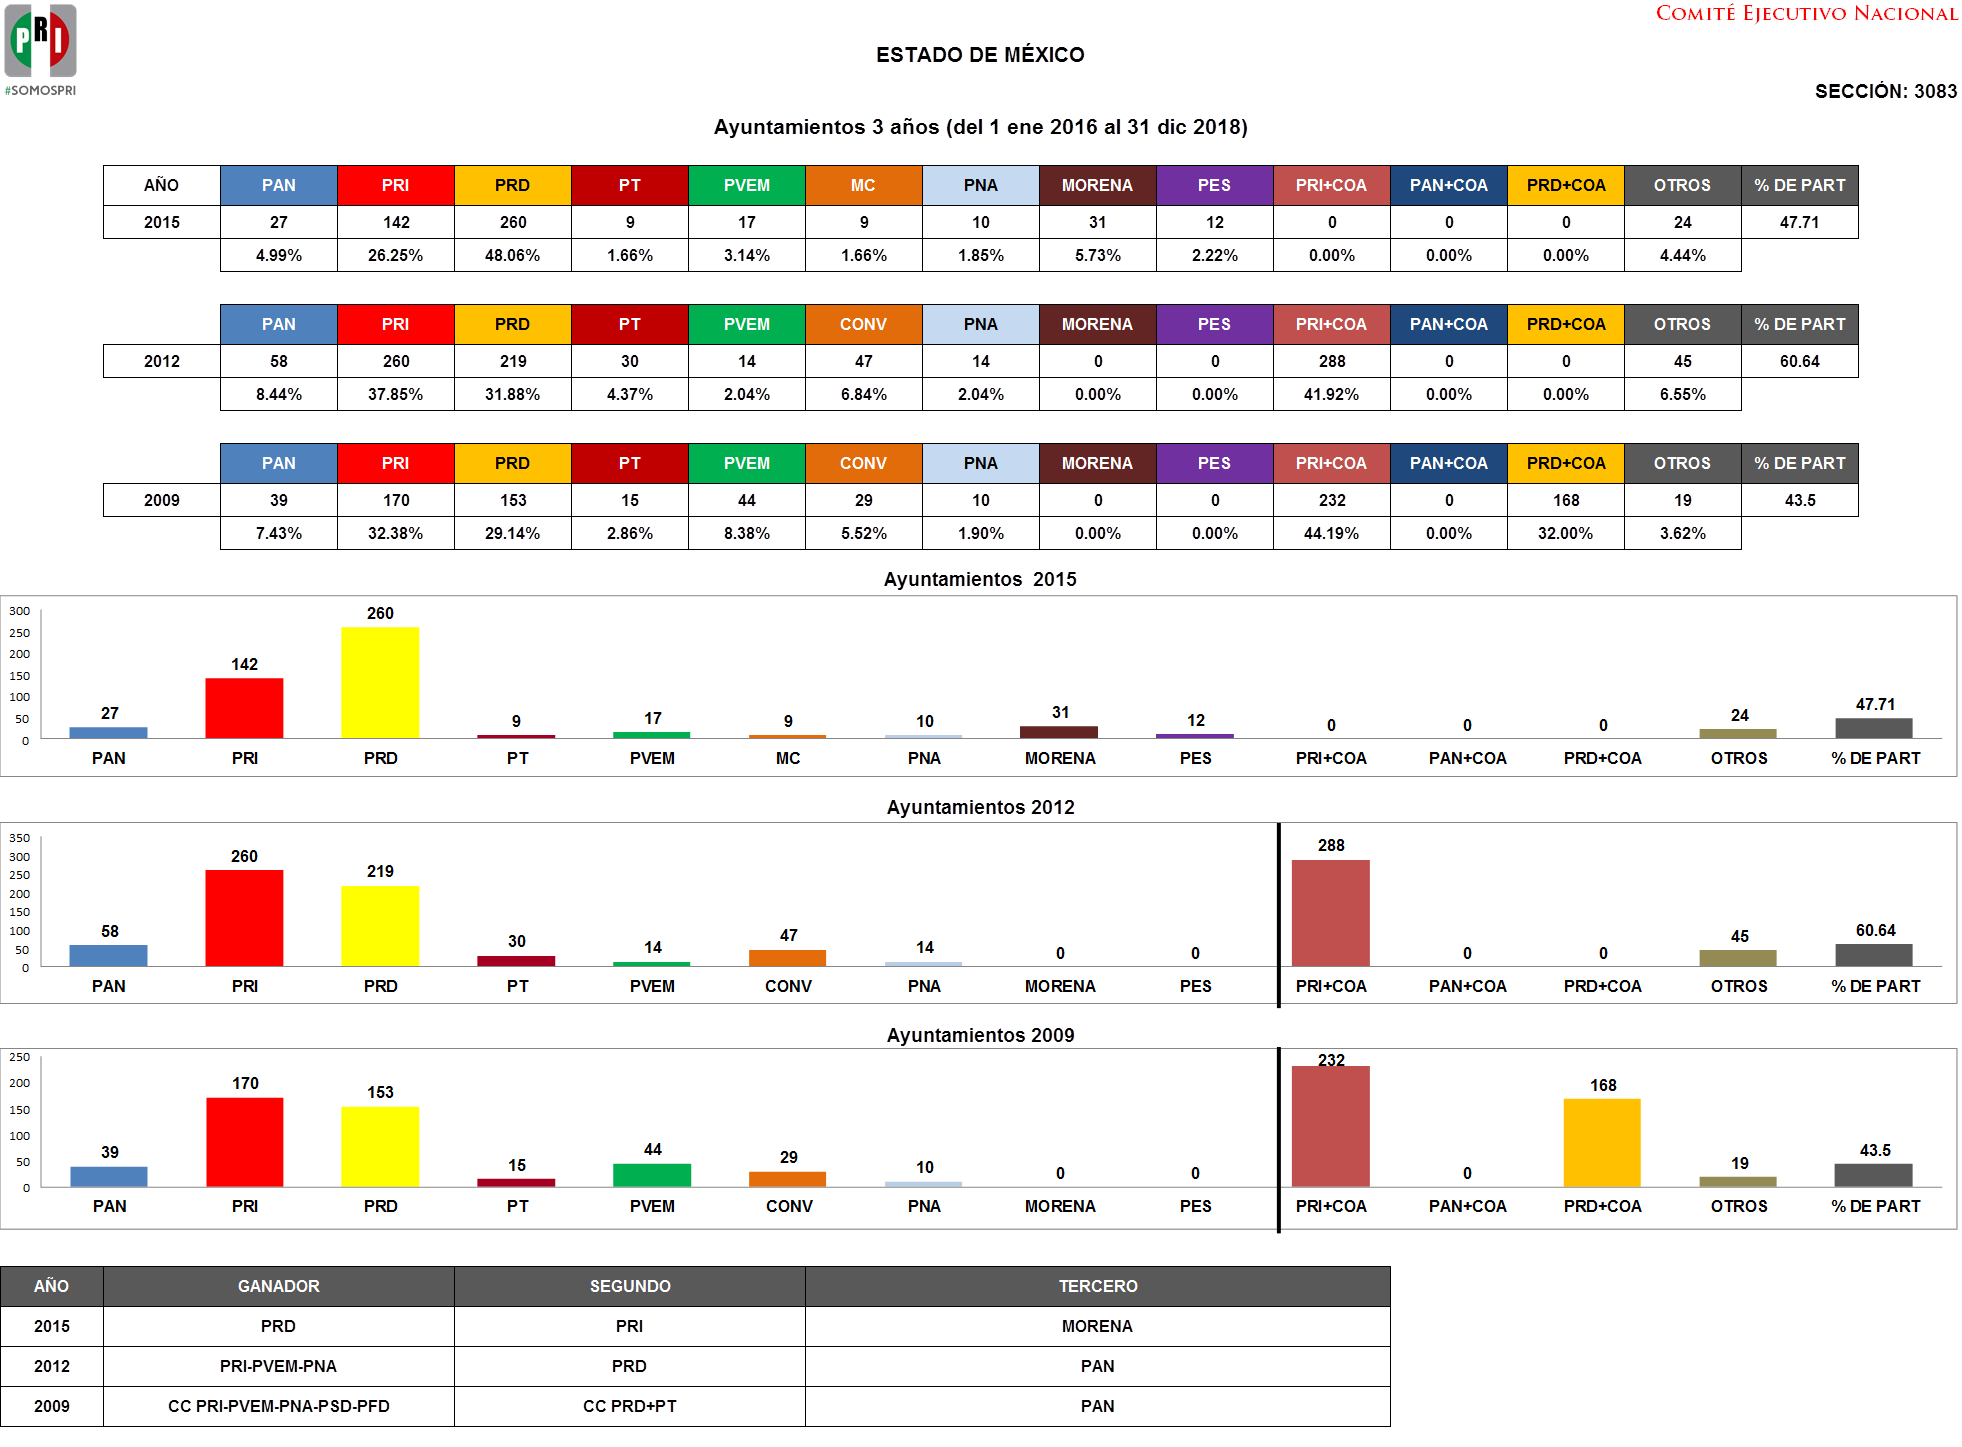 PRI
#SOMOSPRI
COMITÉ EJECUTIVO NACIONAL
ESTADO DE MÉXICO
SECCIÓN: 3083
Ayuntamientos 3 años (del 1 ene 2016 al 31 dic 2018)
AÑO PAN PRI PRD PT PVEM MC PNA MORENA PES PRI+COA PAN+COA PRD+COA OTROS % DE PART
2015 27 142 260 9 17 9 10 31 12 0 0 0 24 47.71
4.99% 26.25% 48.06% 1.66% 3.14% 1.66% 1.85% 5.73% 2.22% 0.00% 0.00% 0.00% 4.44%
PAN PRI PRD PT PVEM CONV PNA MORENA PES PRI+COA PAN+COA PRD+COA OTROS % DE PART
2012 58 260 219 30 14 47 14 0 0 288 0 0 45 60.64
8.44% 37.85% 31.88% 4.37% 2.04% 6.84% 2.04% 0.00% 0.00% 41.92% 0.00% 0.00% 6.55%
PAN PRI PRD PT PVEM CONV PNA MORENA PES PRI+COA PAN+COA PRD+COA OTROS % DE PART
2009 39 170 153 15 44 29 10 0 0 232 0 168 19 43.5
7.43% 32.38% 29.14% 2.86% 8.38% 5.52% 1.90% 0.00% 0.00% 44.19% 0.00% 32.00% 3.62%
Ayuntamientos 2015
300
250
200
150
100
50
0
27 142 260 9 17 9 10 31 12 0 0 0 24 47.71
PAN PRI PRD PT PVEM MC PNA MORENA PES PRI+COA PAN+COA PRD+COA OTROS % DE PART
Ayuntamientos 2012
350
300
250
200
150
100
50
0
58 260 219 30 14 47 14 0 0 288 0 0 45 60.64
PAN PRI PRD PT PVEM CONV PNA MORENA PES PRI+COA PAN+COA PRD+COA OTROS % DE PART
Ayuntamientos 2009
250
200
150
100
50
0
39 170 153 15 44 29 10 0 0 232 0 168 19 43.5
PAN PRI PRD PT PVEM CONV PNA MORENA PES PRI+COA PAN+COA PRD+COA OTROS % DE PART
AÑO GANADOR SEGUNDO TERCERO
2015 PRD PRI MORENA
2012 PRI-PVEM-PNA PRD PAN
2009 CC PRI-PVEM-PNA-PSD-PFD CC PRD+PT PAN